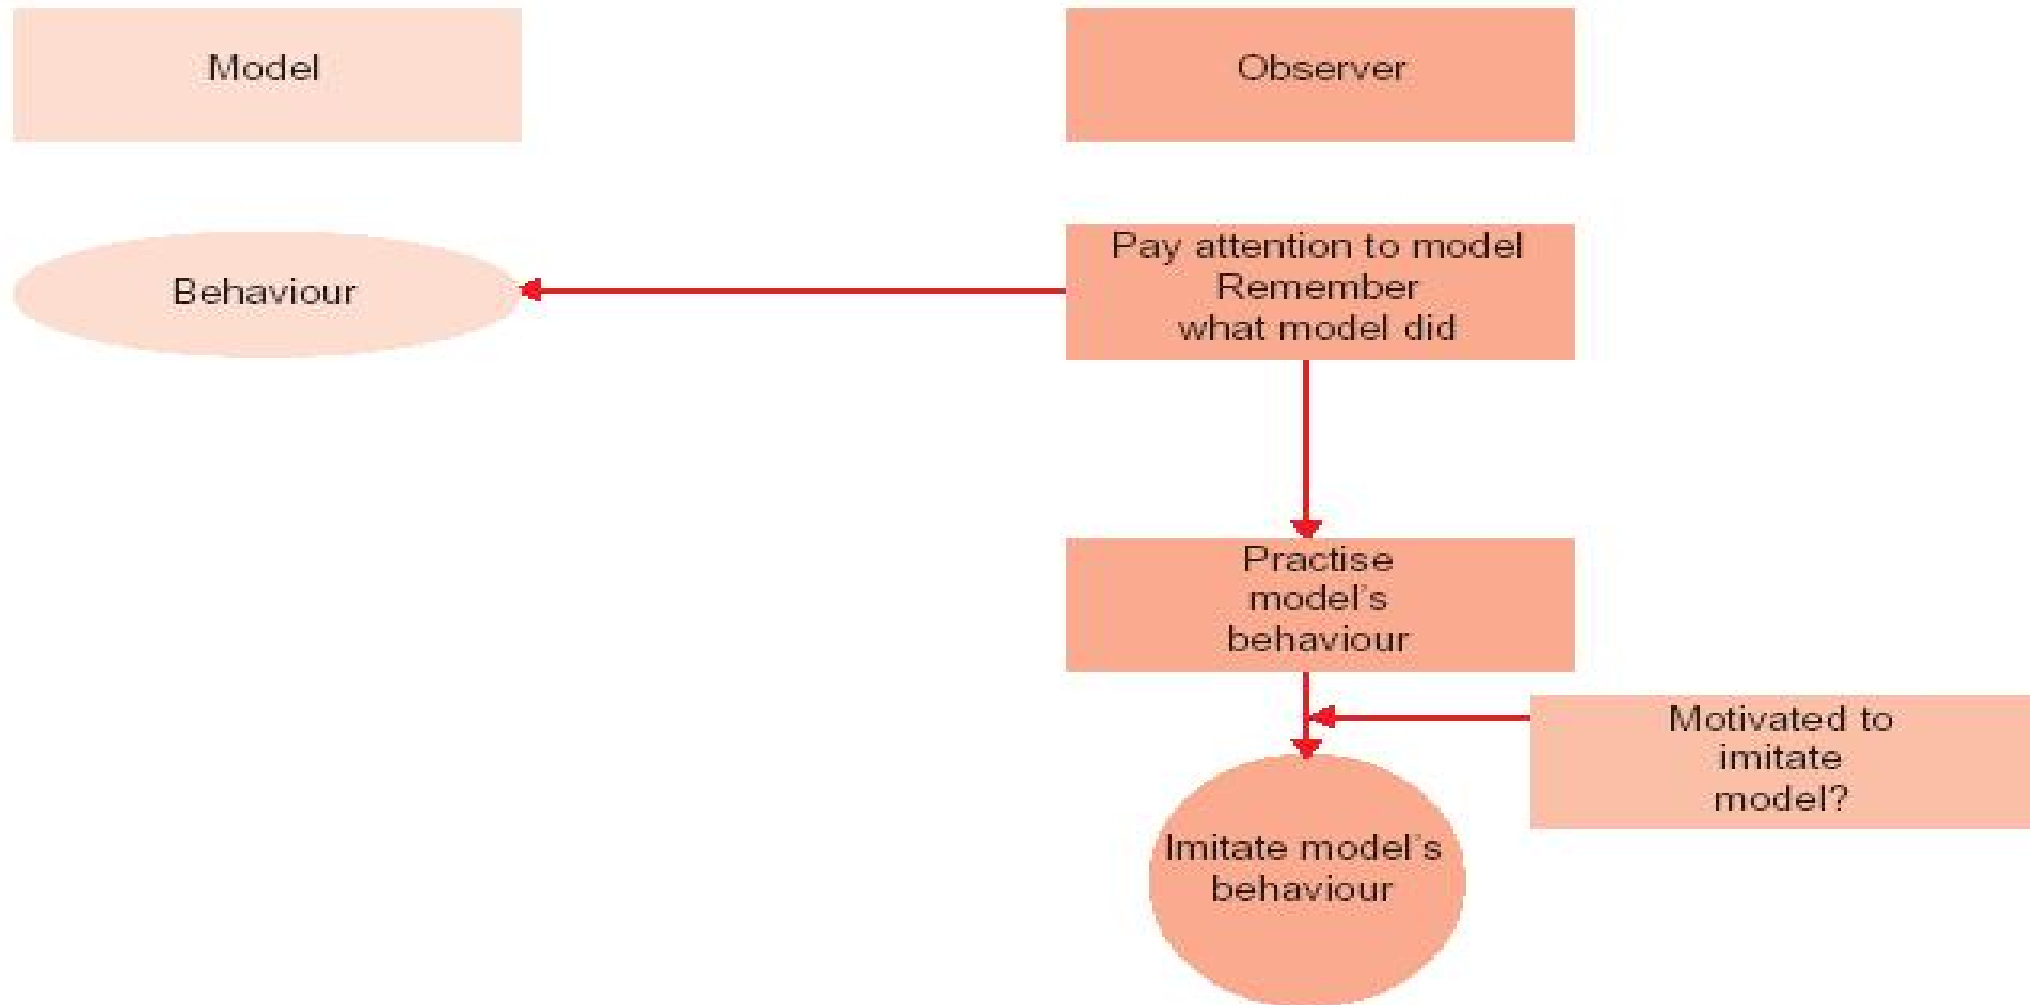 Model
Observer
Behaviour
Pay attention to model
Remember
what model did
Practise
model's
behaviour
Motivated to
imitate
model?
Imitate model's
behaviour